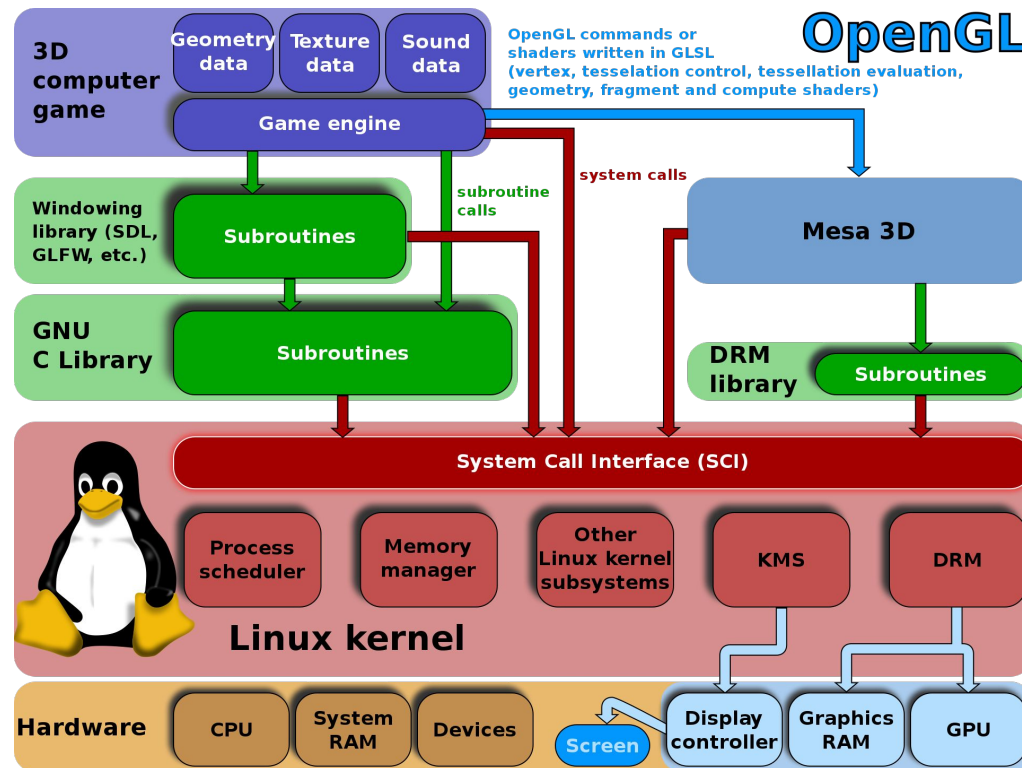 3D
computer
game
Geometry
data
Texture
data
Sound
data
Game engine
OpenGL commands or
shaders written in GLSL
(vertex, tesselation control, tessellation evaluation,
geometry, fragment and compute shaders)
OpenGL
system calls
subroutine
calls
Windowing
library (SDL,
GLFW, etc.)
Subroutines
Mesa 3D
GNU
C Library
Subroutines
DRM
library
Subroutines
System Call Interface (SCI)
Process
scheduler
Memory
manager
Other
Linux kernel
subsystems
KMS
DRM
Linux kernel
Hardware
CPU
System
RAM
Devices
Screen
Display
controller
Graphics
RAM
GPU